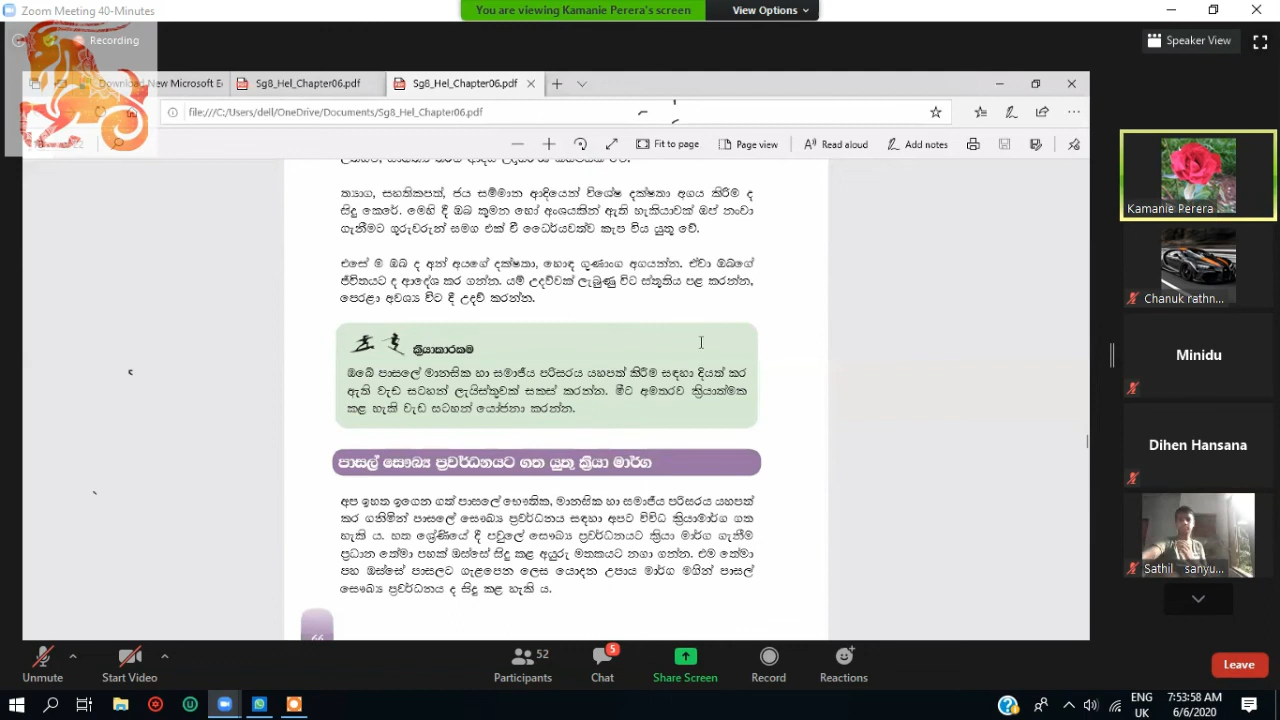 Zoom Meeting 40-Minutes
You are viewing Kamanie Perera's screen
View Options
Recording
Speaker View
Download New Microsoft E
Sg8_Hel_Chapter06.pdf
Sg8_Hel_Chapter06.pdf
file:///C:/Users/dell/OneDrive/Documents/Sg8_Hel_Chapter06.pdf
Fit to page
Page view
Read aloud
Add notes
ත්‍යාග, සහතිකපත්, ජය සම්මාන ආදියෙන් විශේෂ දක්ෂතා අගය කිරීම ද
සිදු කෙරේ. මෙහි දී ඔබ කුමන හෝ අංශයකින් ඇති හැකියාවක් ඔප් නංවා
ගැනීමට ගුරුවරුන් සමග එක් වී ධෛර්යවත්ව කැප විය යුතු වේ.
එසේ ම ඔබ ද අන් අයගේ දක්ෂතා, හොඳ ගුණාංග අගයන්න. ඒවා ඔබගේ
ජීවිතයට ද ආදේශ කර ගන්න. යම් උදව්වක් ලැබුණු විට ස්තූතිය පළ කරන්න,
පෙරළා අවශ්‍ය විට දී උදව් කරන්න.
ක්‍රියාකාරකම
ඔබේ පාසලේ මානසික හා සමාජීය පරිසරය යහපත් කිරීම සඳහා දියත් කර
ඇති වැඩ සටහන් ලැයිස්තුවක් සකස් කරන්න. මීට අමතරව ක්‍රියාත්මක
කළ හැකි වැඩ සටහන් යෝජනා කරන්න.
පාසල් සෞඛ්‍ය ප්‍රවර්ධනයට ගත යුතු ක්‍රියා මාර්ග
අප ඉහත ඉගෙන ගත් පාසලේ භෞතික, මානසික හා සමාජීය පරිසරය යහපත්
කර ගනිමින් පාසලේ සෞඛ්‍ය ප්‍රවර්ධනය සඳහා අපට විවිධ ක්‍රියාමාර්ග ගත
හැකි ය. හත ශ්‍රේණියේ දී පවුලේ සෞඛ්‍ය ප්‍රවර්ධනයට ක්‍රියා මාර්ග ගැනීම
ප්‍රධාන තේමා පහක් ඔස්සේ සිදු කළ අයුරු මතකයට නගා ගන්න. එම තේමා
පහ ඔස්සේ පාසලට ගැළපෙන ලෙස යොදන උපාය මාර්ග මගින් පාසල්
සෞඛ්‍ය ප්‍රවර්ධනය ද සිදු කළ හැකි ය.
66
Kamanie Perera
Chanuk rathn...
Minidu
Dihen Hansana
Sathil sanyu...
Unmute
Start Video
52
Participants
5
Chat
Share Screen
Record
Reactions
Leave
ENG
UK
7:53:58 AM
6/6/2020